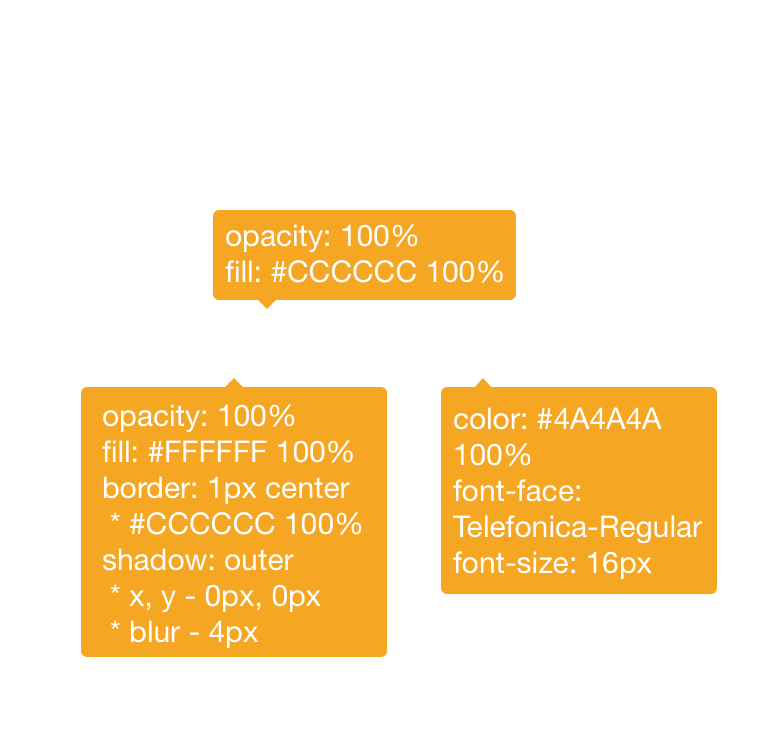 opacity: 100%
fill: #CCCCCC 100%
opacity: 100%
fill: #FFFFFF 100%
border: 1px center
* #CCCCCC 100%
shadow: outer
* x, y - 0px, 0px
* blur - 4px
color: #4A4A4A
100%
font-face:
Telefonica-Regular
font-size: 16px